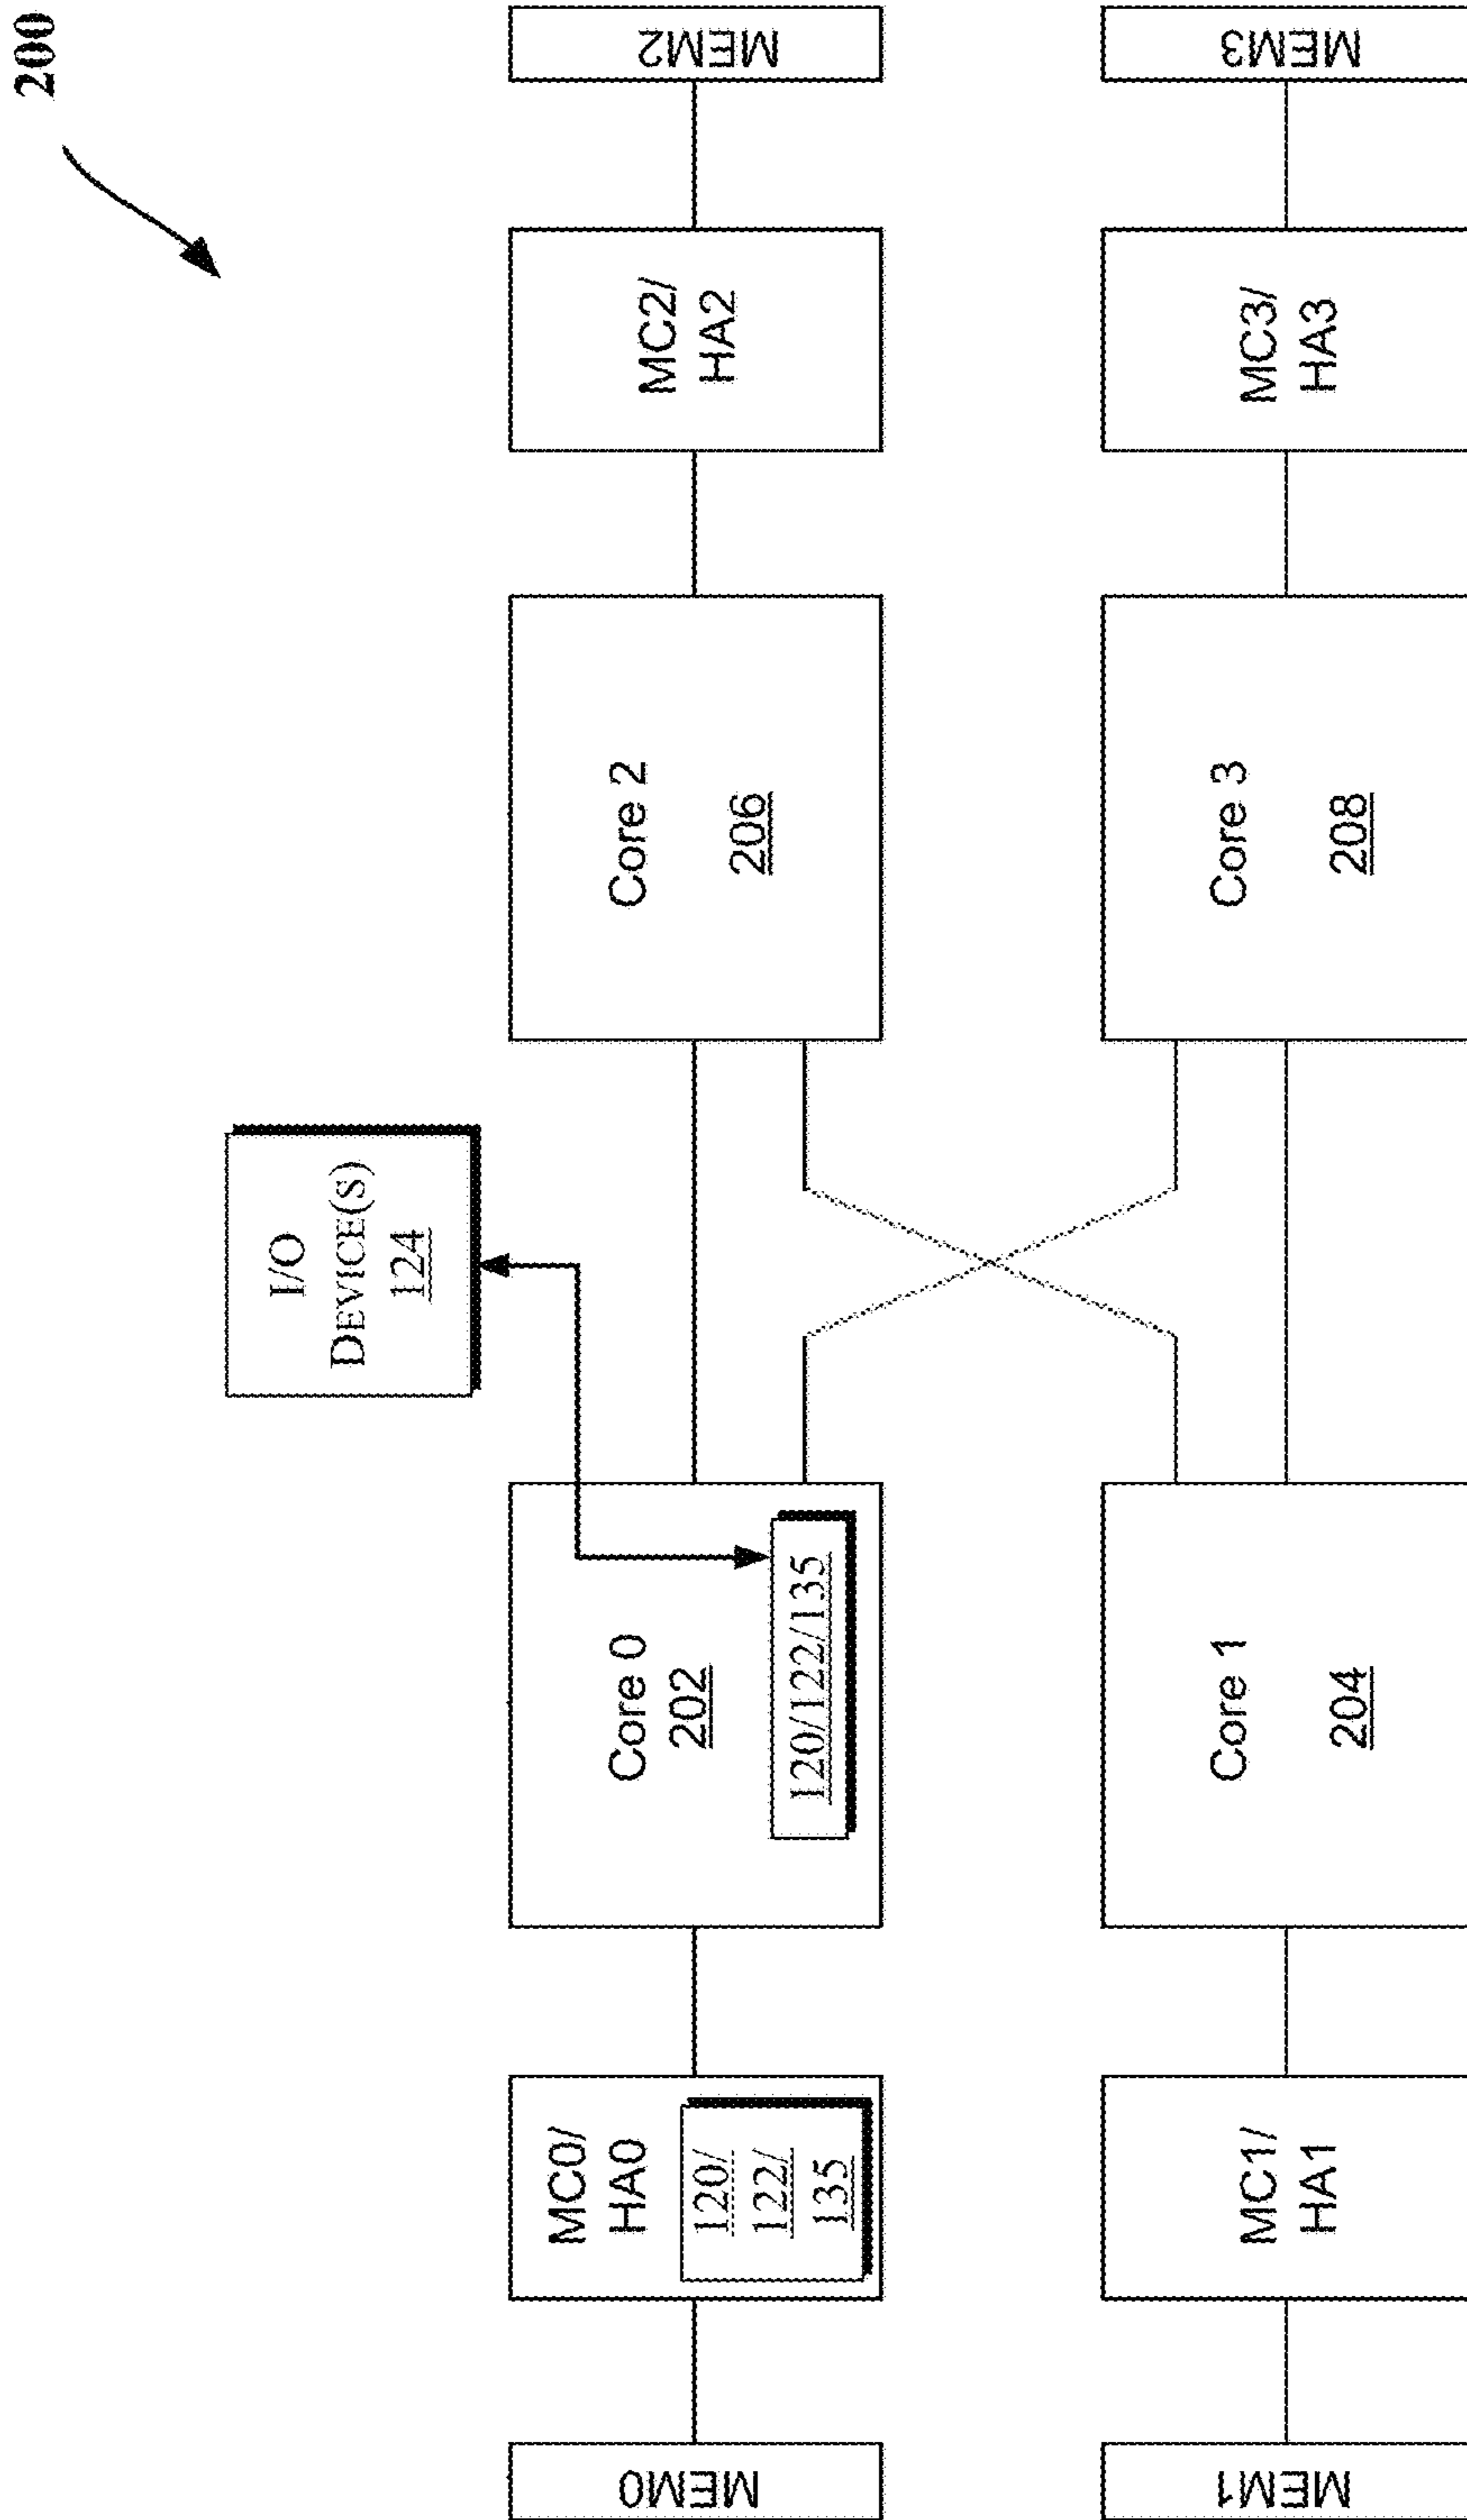 200
I/O
DEVICE(S)
124
MEM0
MC0/
HA0
120/
122/
135
Core 0
202
120/122/135
Core 2
206
MC2/
HA2
MEM2
MEM1
MC1/
HA1
Core 1
204
Core 3
208
MC3/
HA3
MEM3